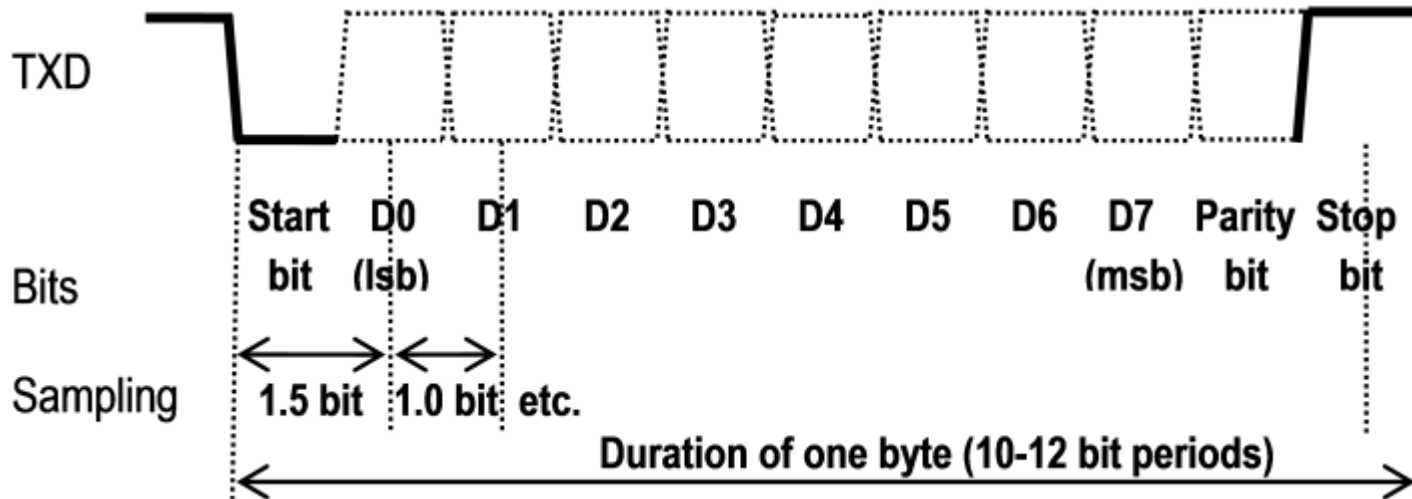 TXD
Start D0 D1 D2 D3 D4 D5 D6 D7 Parity Stop
bit (lsb) (msb) bit bit
Bits
Sampling 1.5 bit 1.0 bit etc.
Duration of one byte (10-12 bit periods)